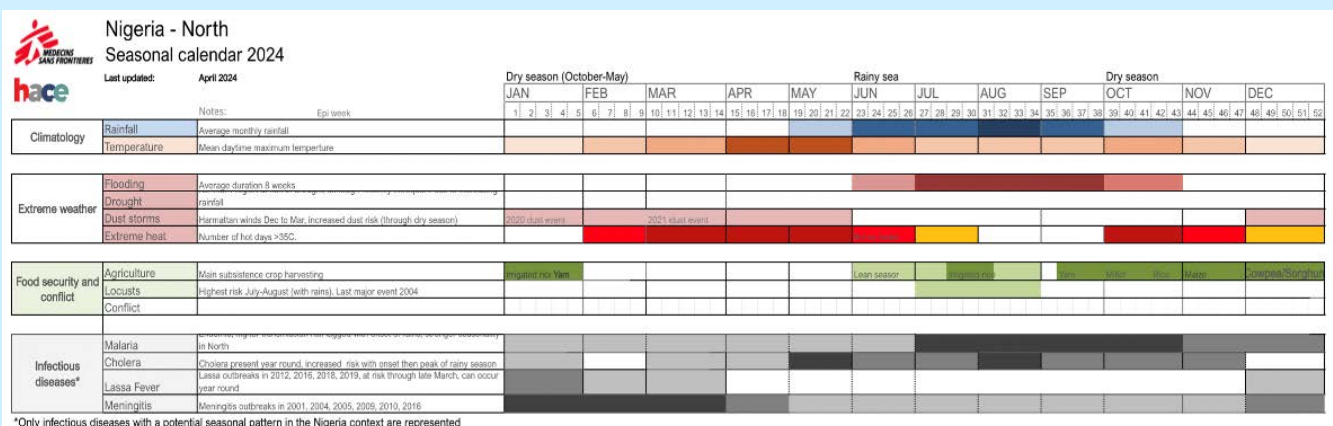 Nigeria - North
MEDECINS SANS FRONTIERES
Seasonal calendar 2024
hace
Last updated: April 2024
Dry season (October-May) Rainy sea Dry season
JAN FEB MAR APR MAY JUN JUL AUG SEP OCT NOV DEC
Notes: Epi week 1 2 3 4 5 6 7 8 9 10 11 12 13 14 15 16 17 18 19 20 21 22 23 24 25 26 27 28 29 30 31 32 33 34 35 36 37 38 39 40 41 42 43 44 45 46 47 48 49 50 51 52
Climatology
Rainfall Average monthly rainfall
Temperature Mean daytime maximum temperture
Extreme weather
Flooding Average duration 8 weeks
Drought rainfall
Dust storms Harmattan winds Dec to Mar, increased dust risk (through dry season) 2020 dust event 2021 dust event
Extreme heat Number of hot days >35C.
Food security and conflict
Agriculture Main subsistence crop harvesting Irrigated rice Yam Lean seasor Irrigated rice Yam Millet Rice Maize Cowpea/Sorghun
Locusts Highest risk July-August (with rains). Last major event 2004
Conflict
Infectious diseases*
Malaria in North
Cholera Cholera present year round, increased risk with onset then peak of rainy season
Lassa Fever Lassa outbreaks in 2012, 2016, 2018, 2019, at risk through late March, can occur
year round
Meningitis Meningitis outbreaks in 2001, 2004, 2005, 2009, 2010, 2016
*Only infectious diseases with a potential seasonal pattern in the Nigeria context are represented